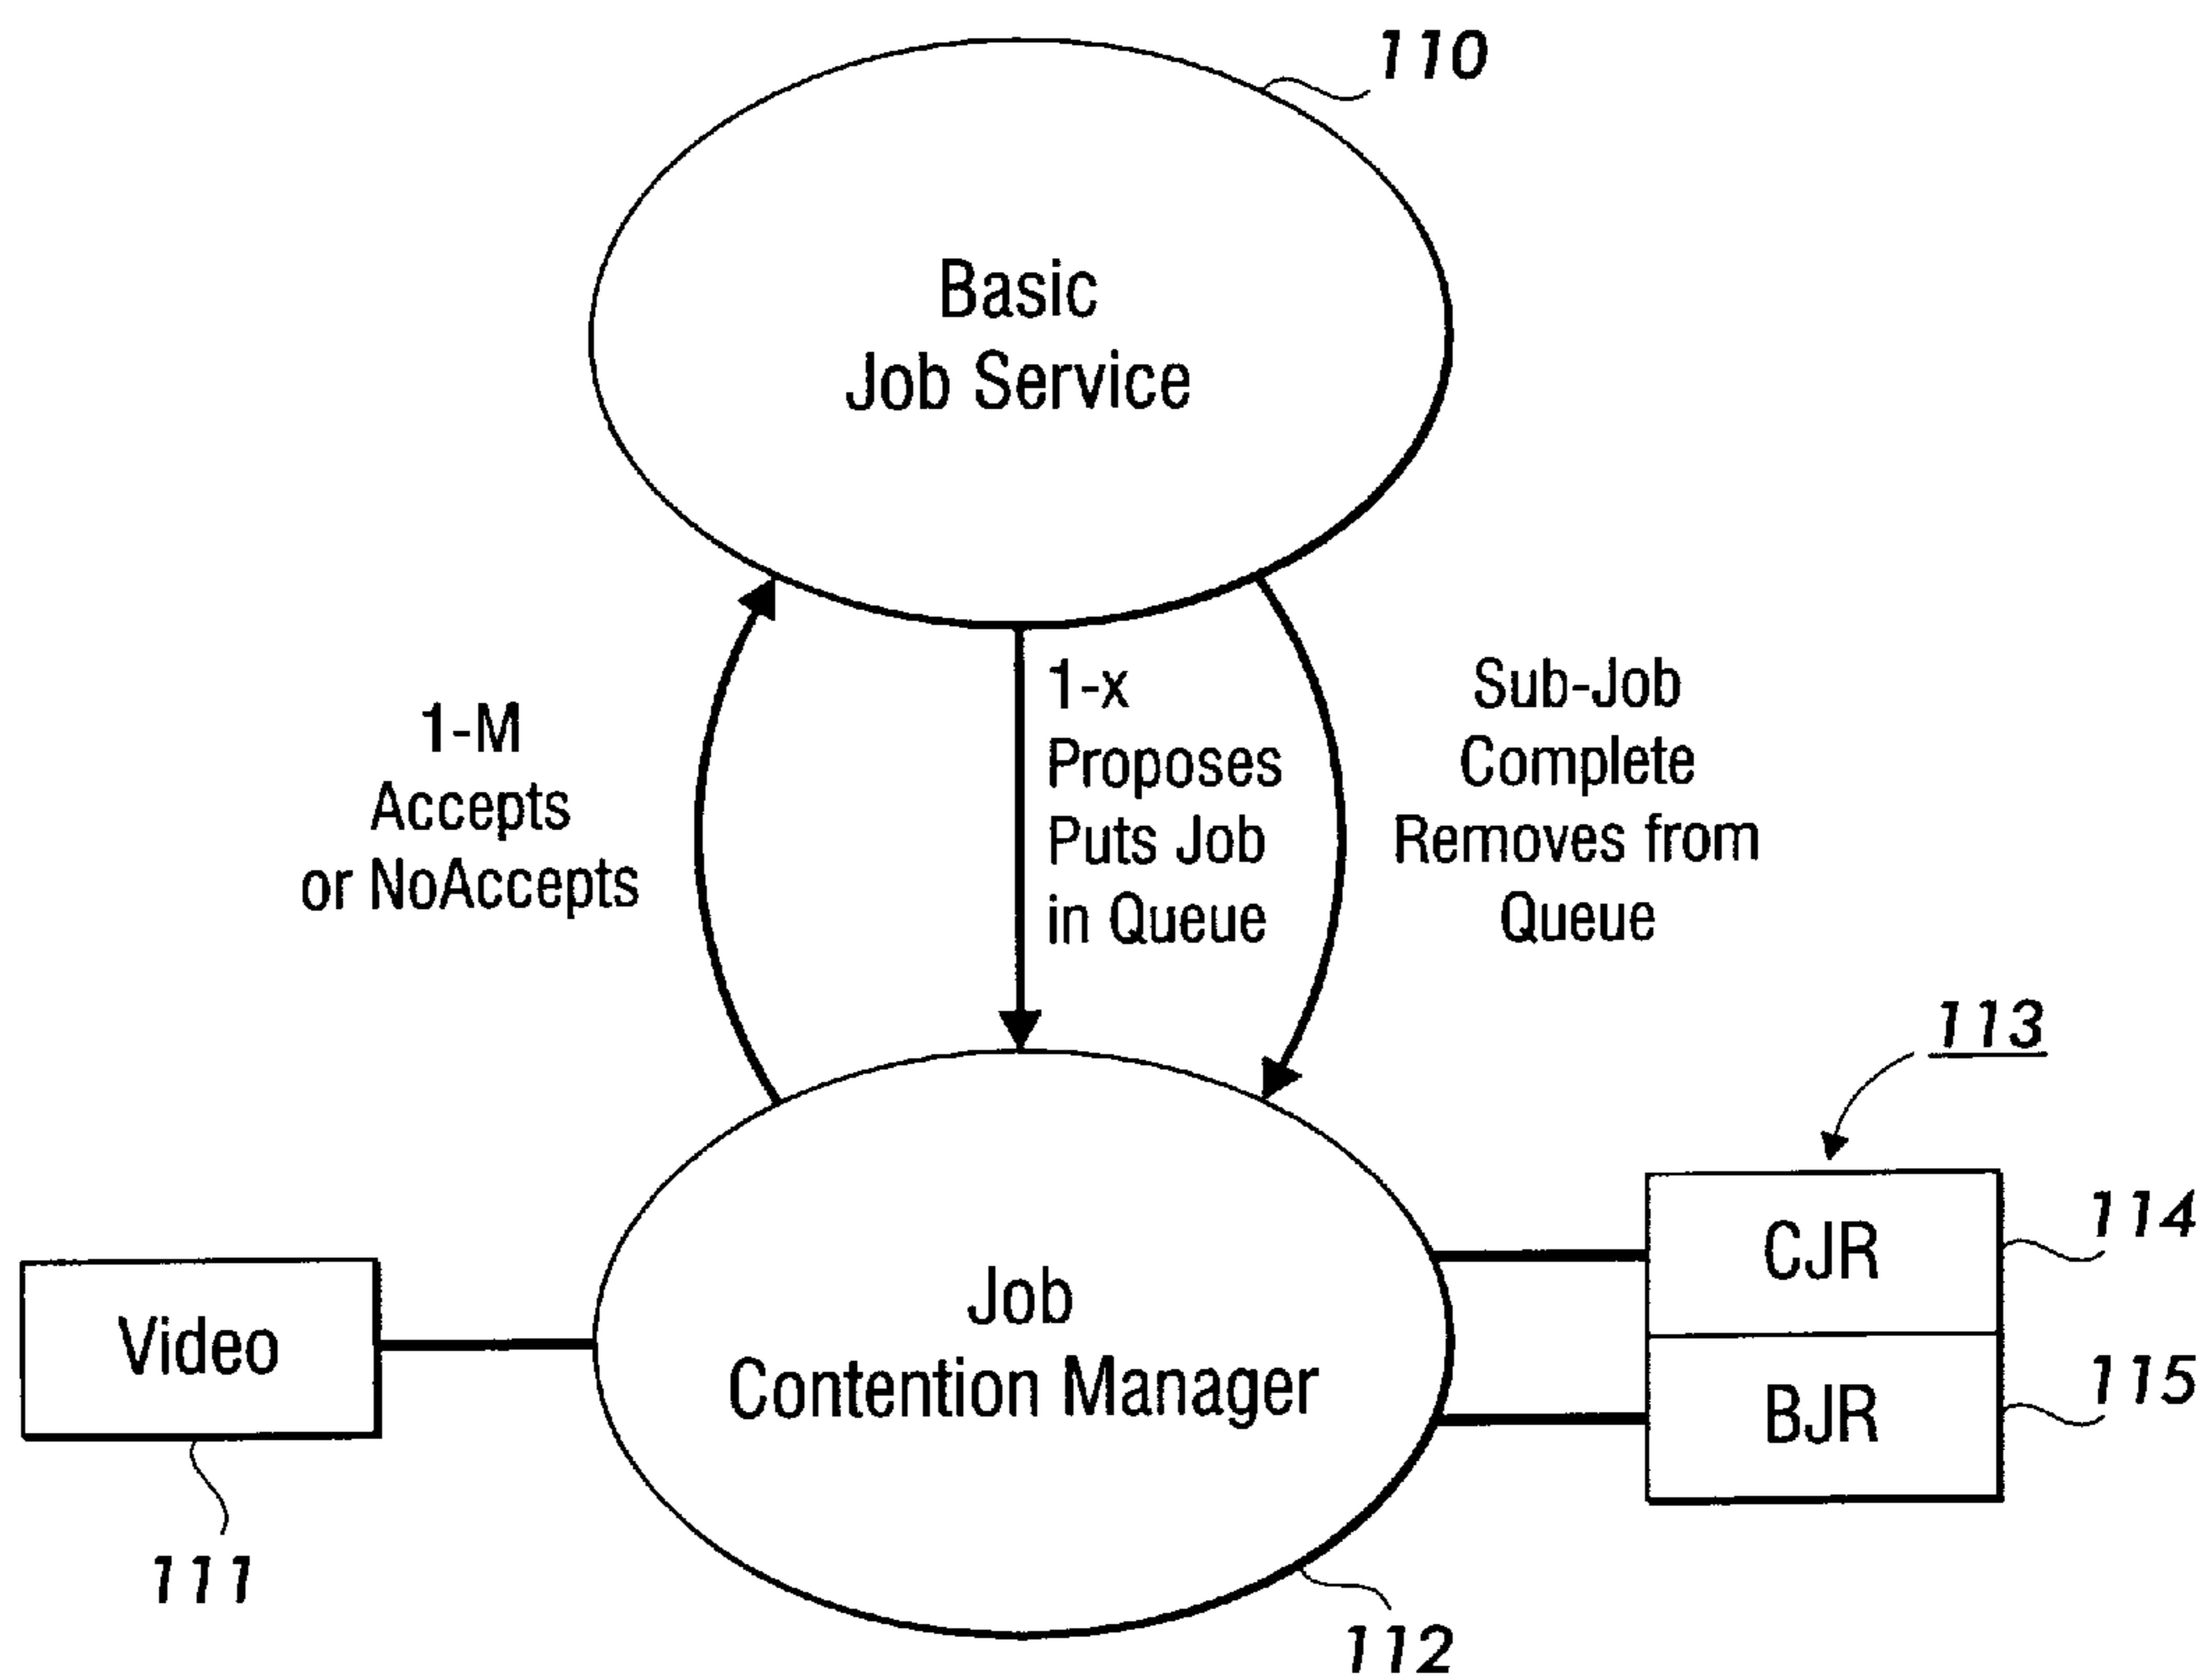 110
Basic
Job Service
1-M
Accepts
or NoAccepts
1-x
Proposes
Puts Job
in Queue
Sub-Job
Complete
Removes from
Queue
113
CJR
114
BJR
115
Video
111
Job
Contention Manager
112